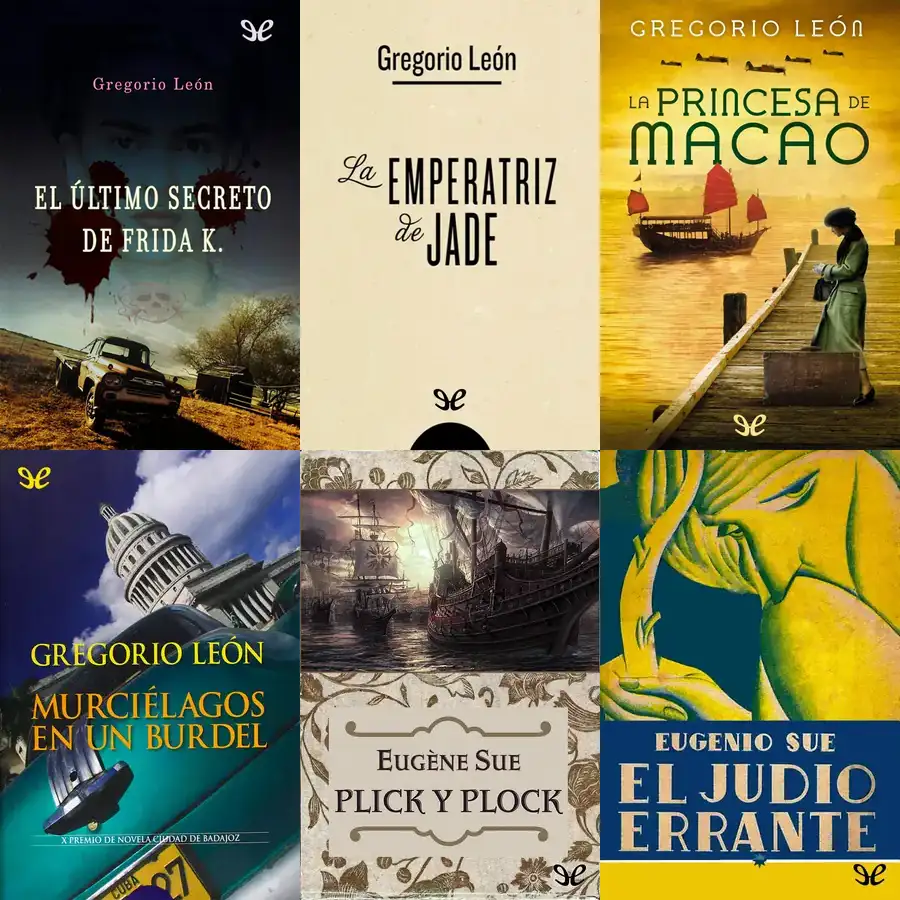 Gregorio León
EL ÚLTIMO SECRETO
DE FRIDA K.
Gregorio León
La EMPERATRIZ
de JADE
GREGORIO LEÓN
LA PRINCESA DE
MACAO
GREGORIO LEÓN
MURCIÉLAGOS
EN UN BURDEL
X PREMIO DE NOVELA CIUDAD DE BADAJOZ
CUBA
97
EUGÈNE SUE
PLICK Y PLOCK
EUGENIO SUE
EL JUDIO
ERRANTE